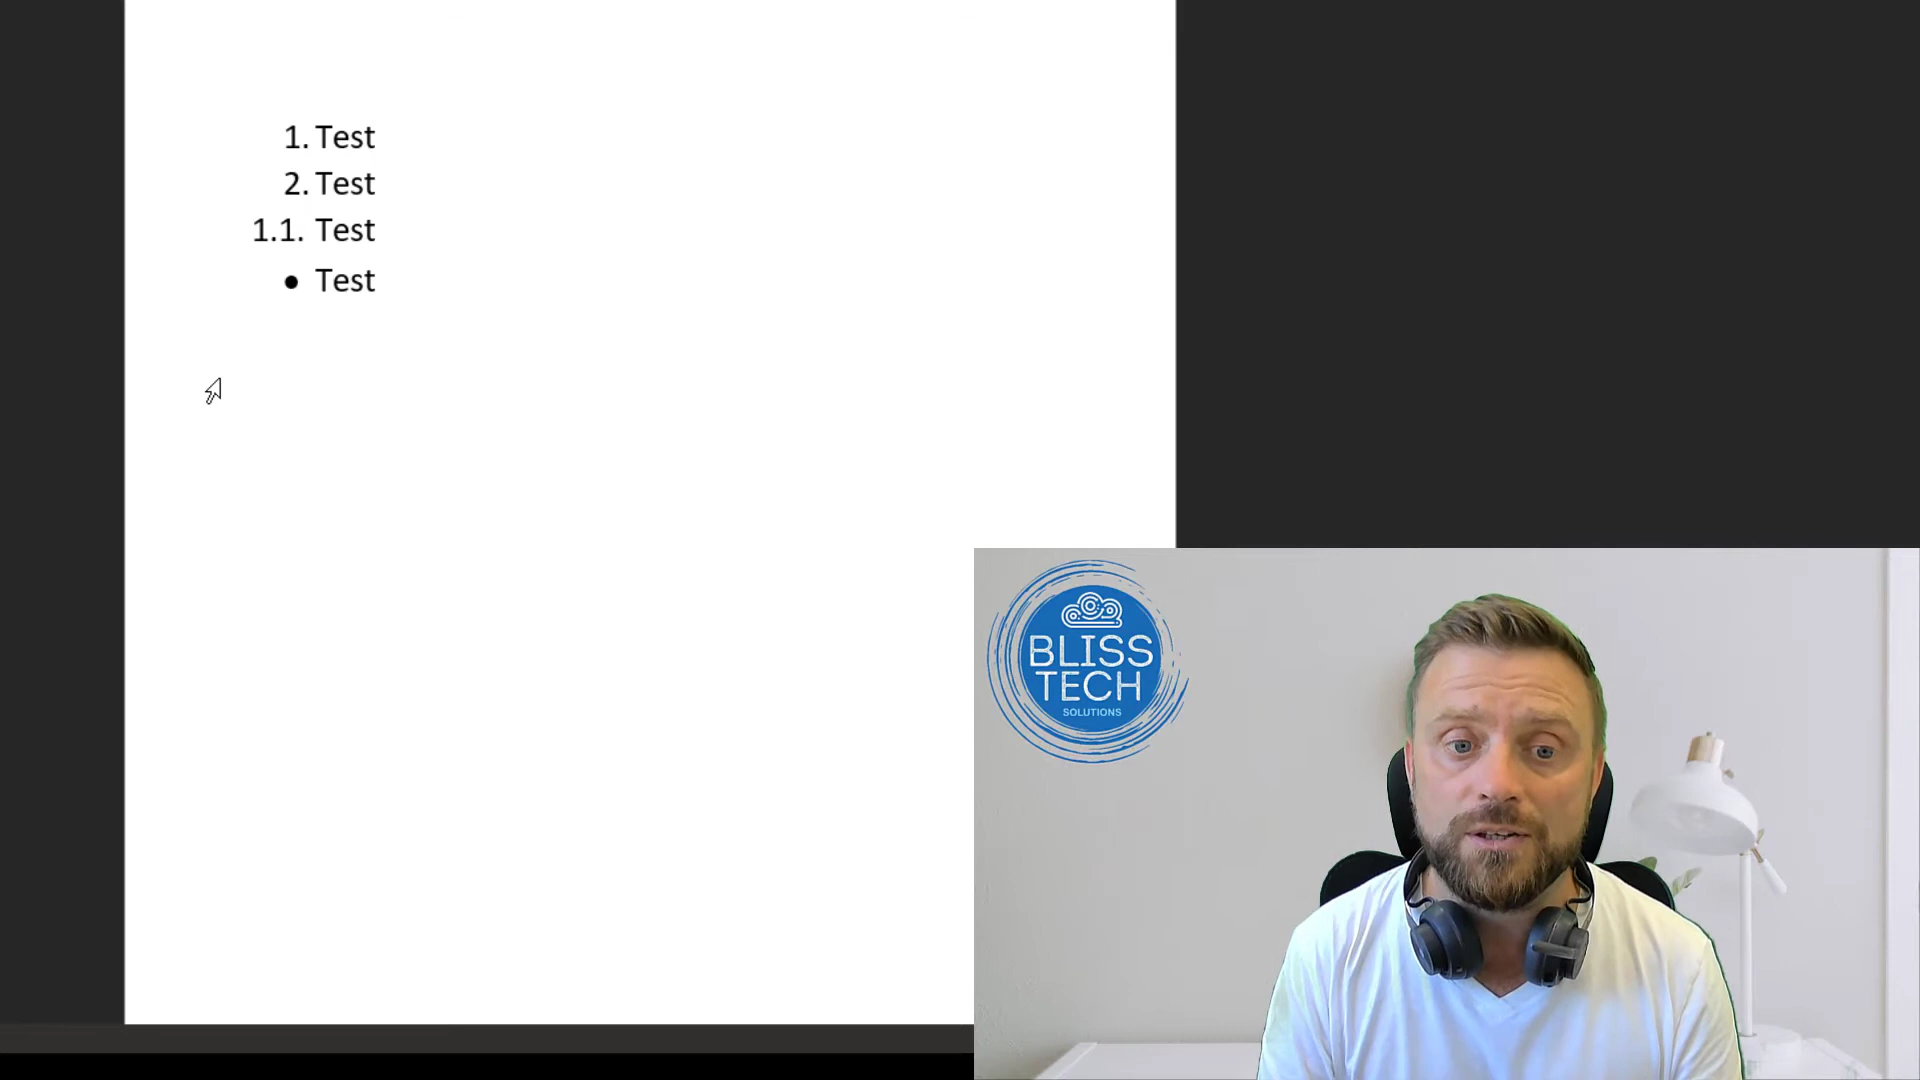 1. Test
2. Test
1.1. Test
● Test
BLISS
TECH
SOLUTIONS